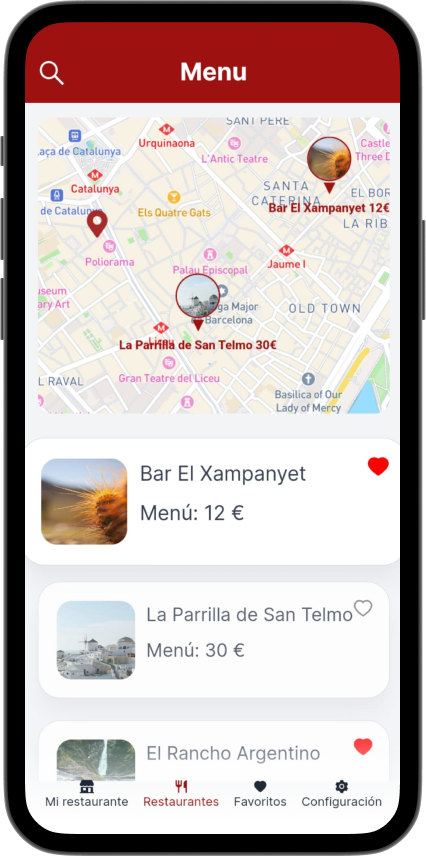 Menu
SANT PERE
aça de Catalunya
Urquinaona
Castle
Three D
L'Antic Teatre
Catalunya
SANTA
CATERINA
EL BOR
de Catalun
Els Quatre Gats
Bar El Xampanyet 12€
LA RIB
Poliorama
Palau Episcopal
Jaume I
useum
ary Art
ga Major
de Barcelona
OLD TOWN
La Parrilla de San Telmo 30€
L RAVAL
Gran Teatre del Liceu
Basilica of Our
Lady of Mercy
Bar El Xampanyet
Menú: 12 €
La Parrilla de San Telmo
Menú: 30 €
El Rancho Argentino
Mi restaurante
Restaurantes
Favoritos
Configuración